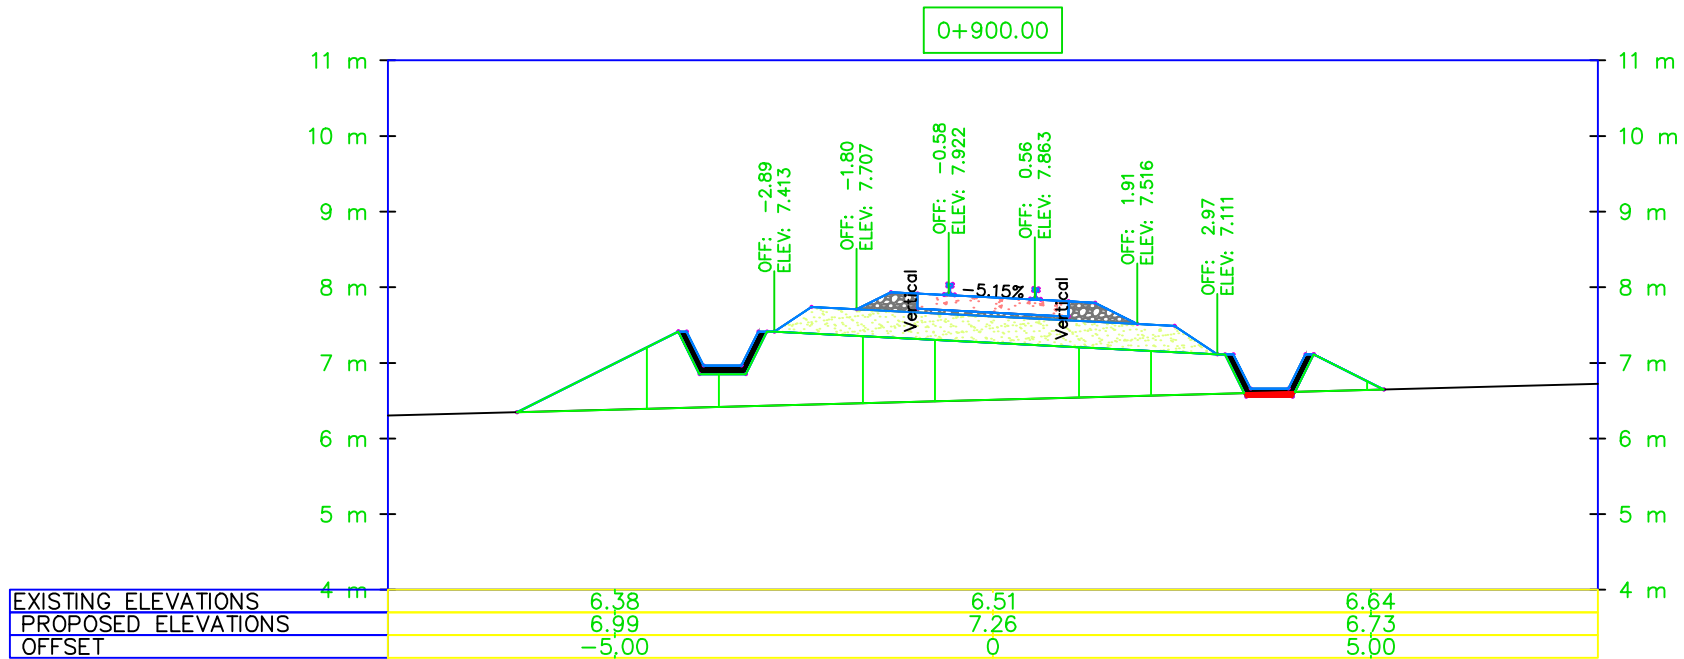 0+900.00
11 m
11 m
10 m
10 m
9 m
9 m
8 m
8 m
7 m
7 m
6 m
6 m
5 m
5 m
4 m
4 m
OFF: -2.89
ELEV: 7.413
OFF: -1.80
ELEV: 7.707
OFF: -0.58
ELEV: 7.922
OFF: 0.56
ELEV: 7.863
OFF: 1.91
ELEV: 7.516
OFF: 2.97
ELEV: 7.111
Vertical
-5.15%
Vertical
EXISTING ELEVATIONS 6.38 6.51 6.64
PROPOSED ELEVATIONS 6.99 7.26 6.73
OFFSET -5.00 0 5.00